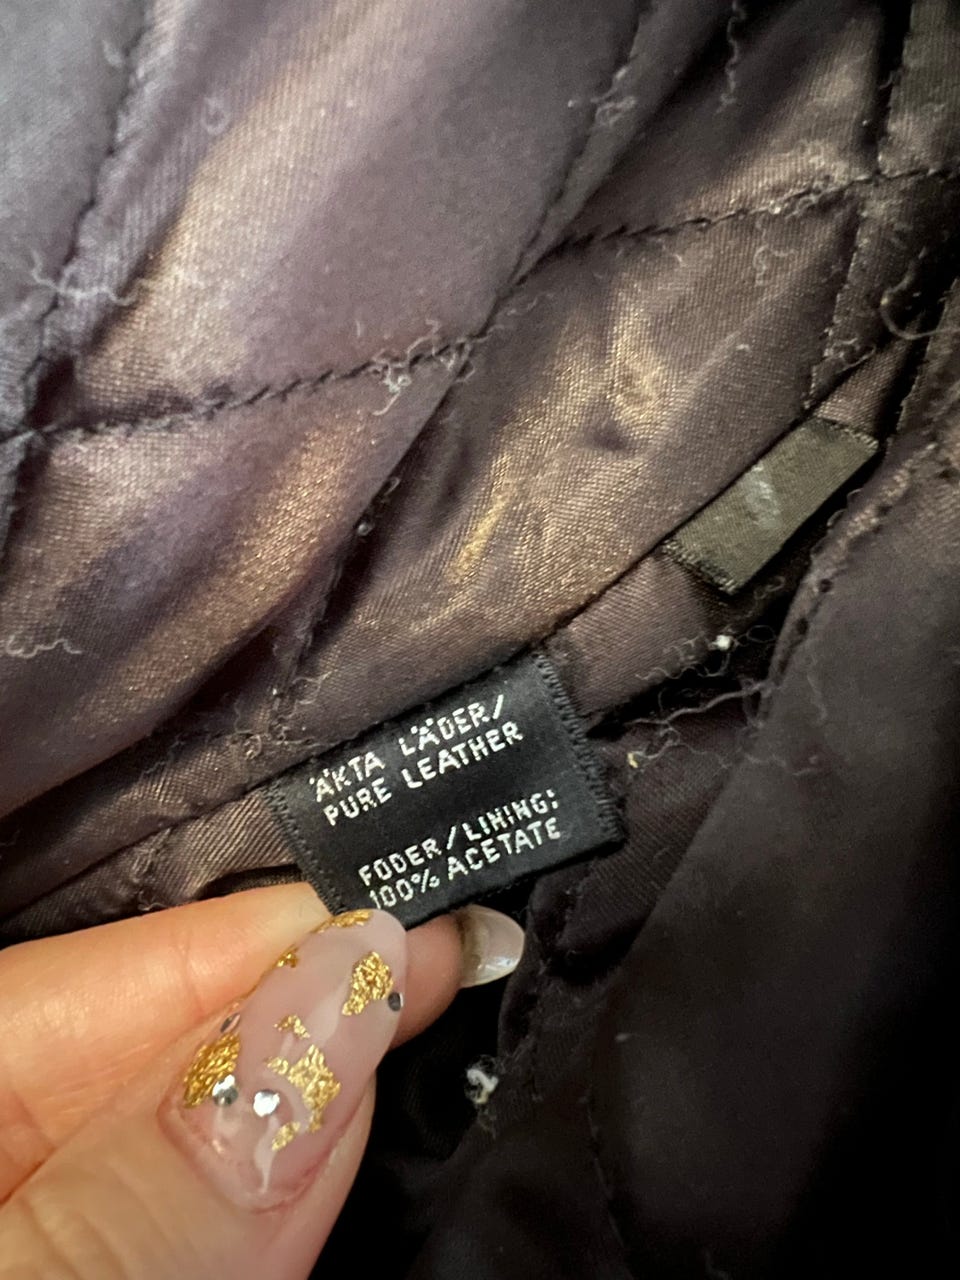 ÄKTA LÄDER/
PURE LEATHER
FODER/LINING:
100% ACETATE